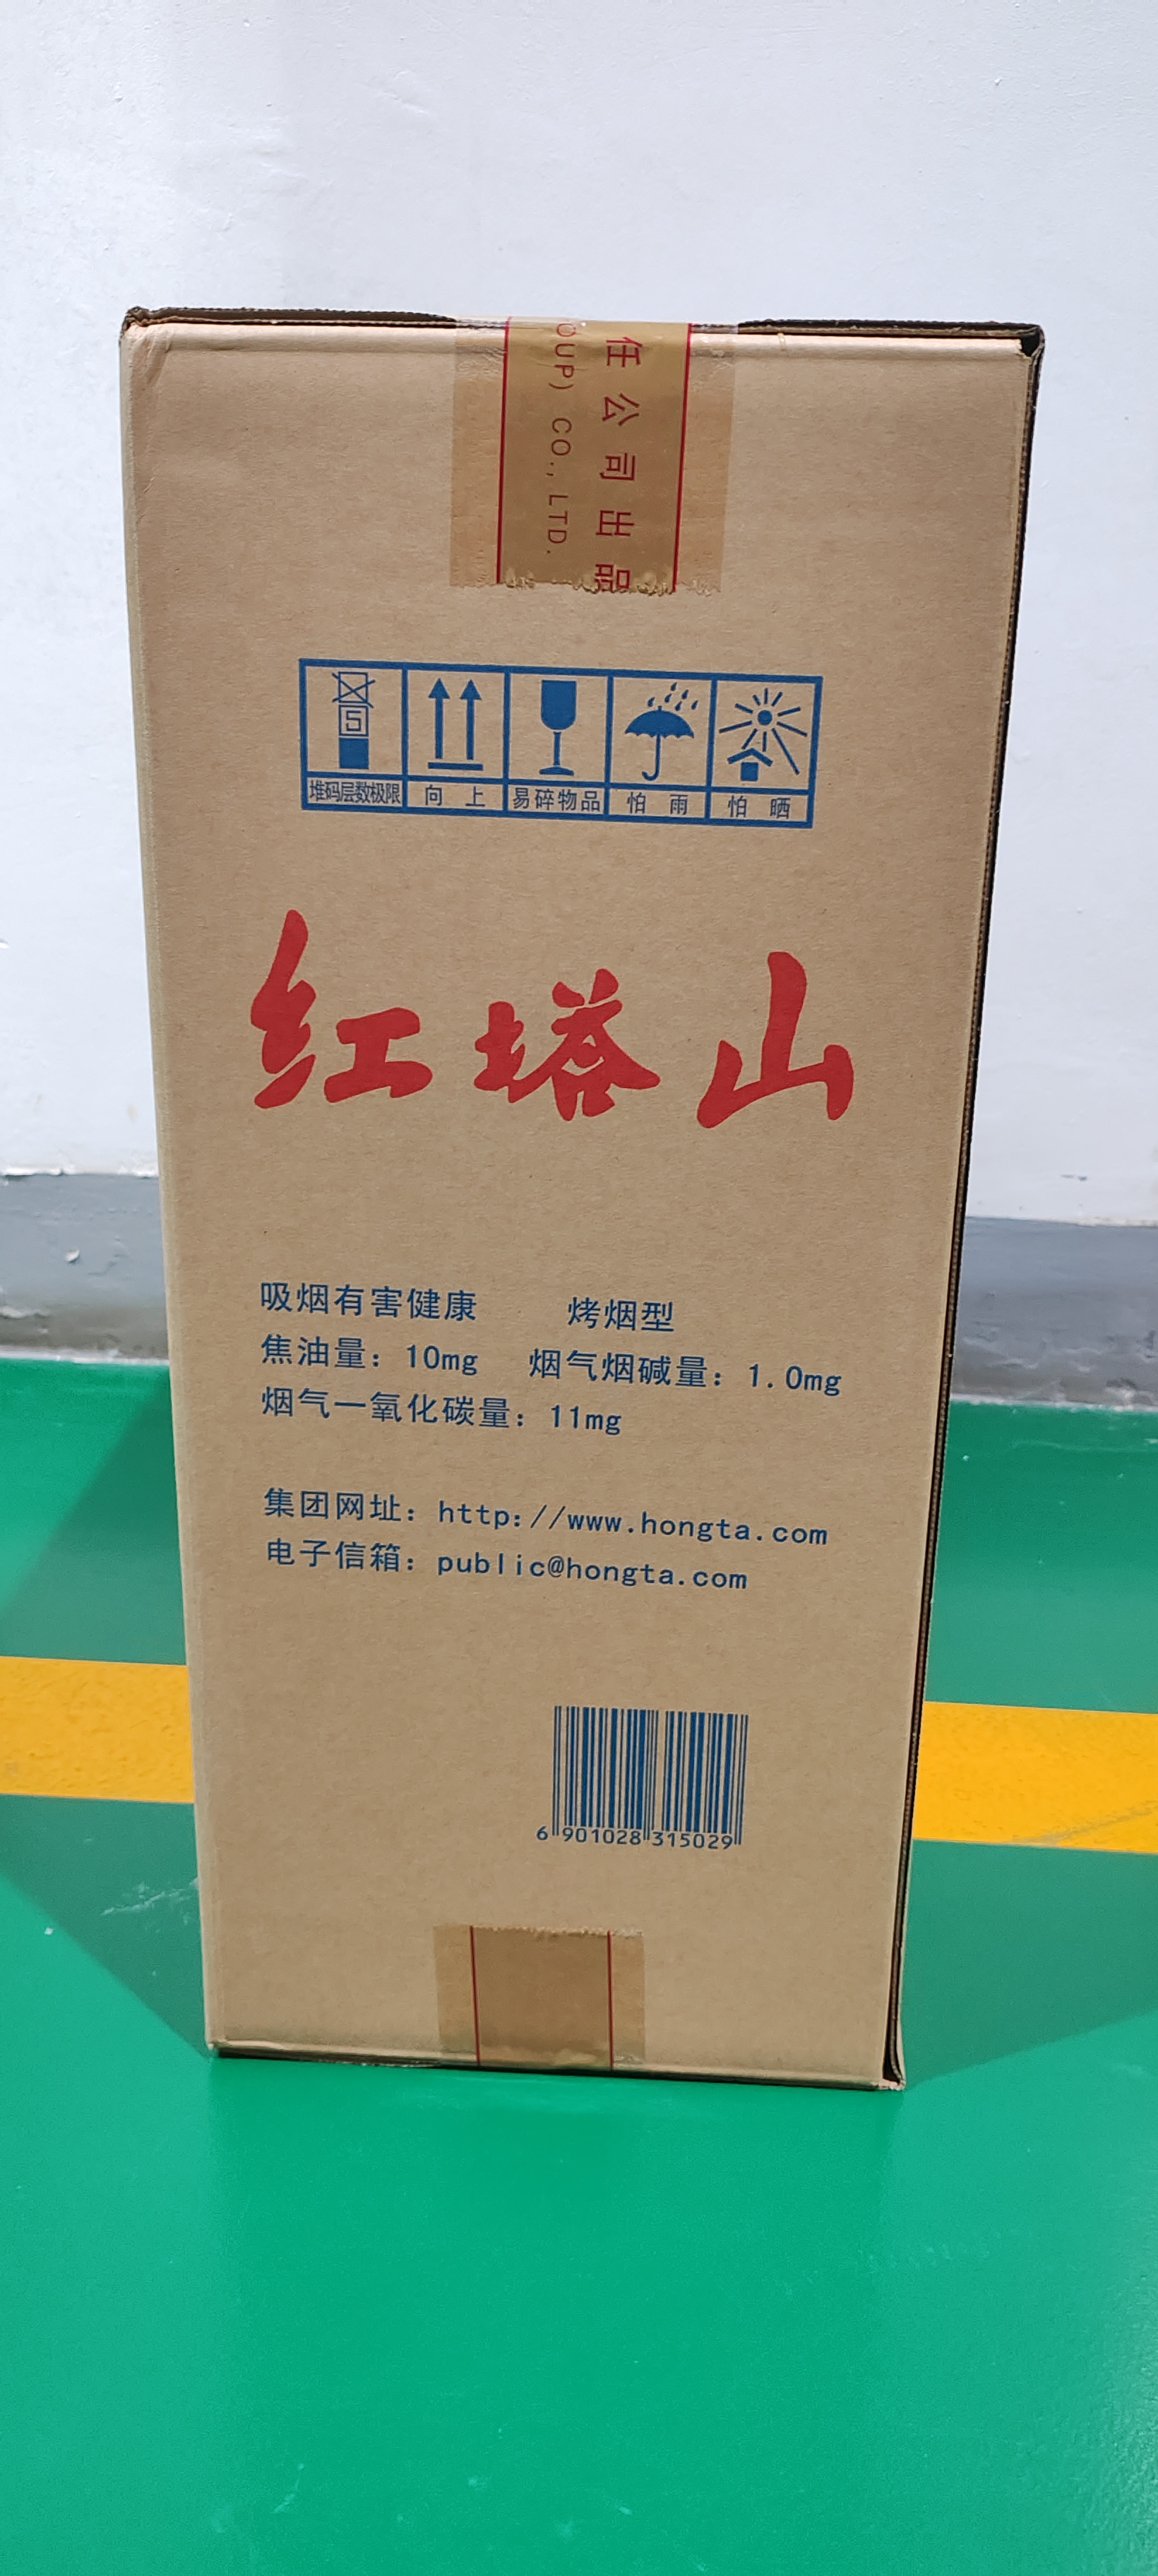 任公司出品
OUP) CO., LTD.
5
堆码层数极限 向上 易碎物品 怕雨 怕晒
红塔山
吸烟有害健康 烤烟型
焦油量：10mg 烟气烟碱量：1.0mg
烟气一氧化碳量：11mg
集团网址：http://www.hongta.com
电子信箱：public@hongta.com
6 901028 315029